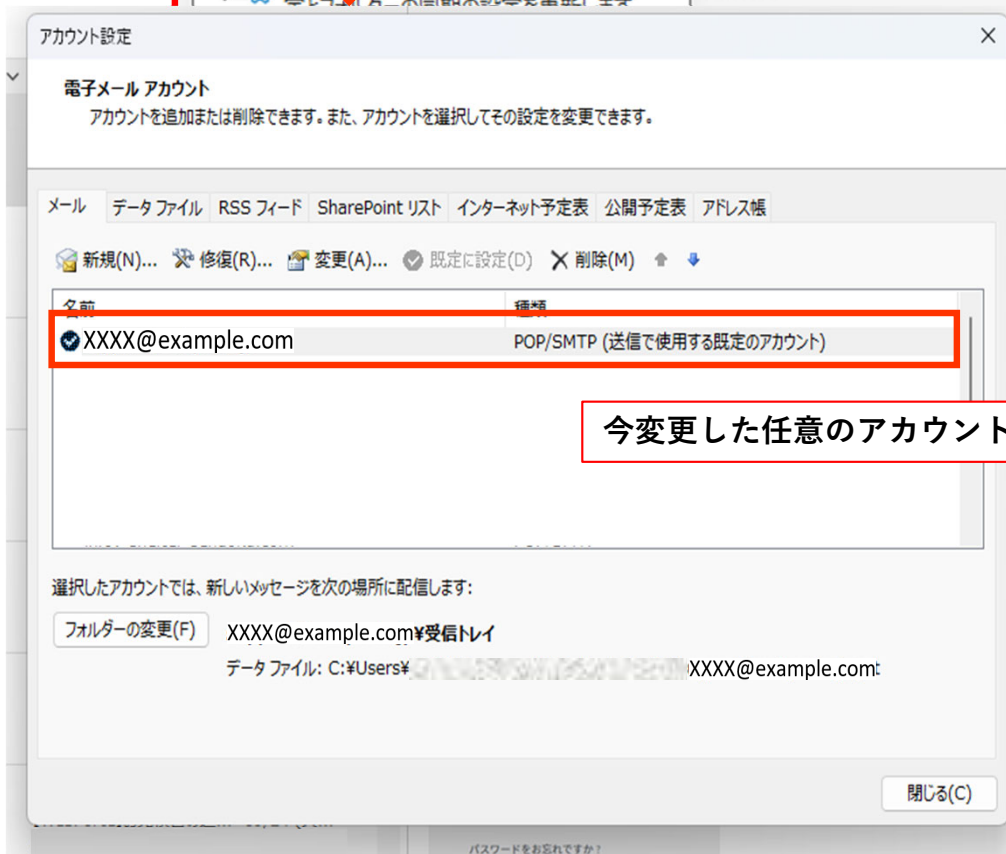 アカウント設定
電子メール アカウント
アカウントを追加または削除できます。また、アカウントを選択してその設定を変更できます。
メール データ ファイル RSS フィード SharePoint リスト インターネット予定表 公開予定表 アドレス帳
新規(N)... 修復(R)... 変更(A)... 既定に設定(D) 削除(M)
名前 種類
XXXX@example.com POP/SMTP (送信で使用する既定のアカウント)
今変更した任意のアカウント
選択したアカウントでは、新しいメッセージを次の場所に配信します:
フォルダーの変更(F) XXXX@example.com¥受信トレイ
データ ファイル: C:¥Users¥ XXXX@example.com
閉じる(C)
パスワードをお忘れですか?